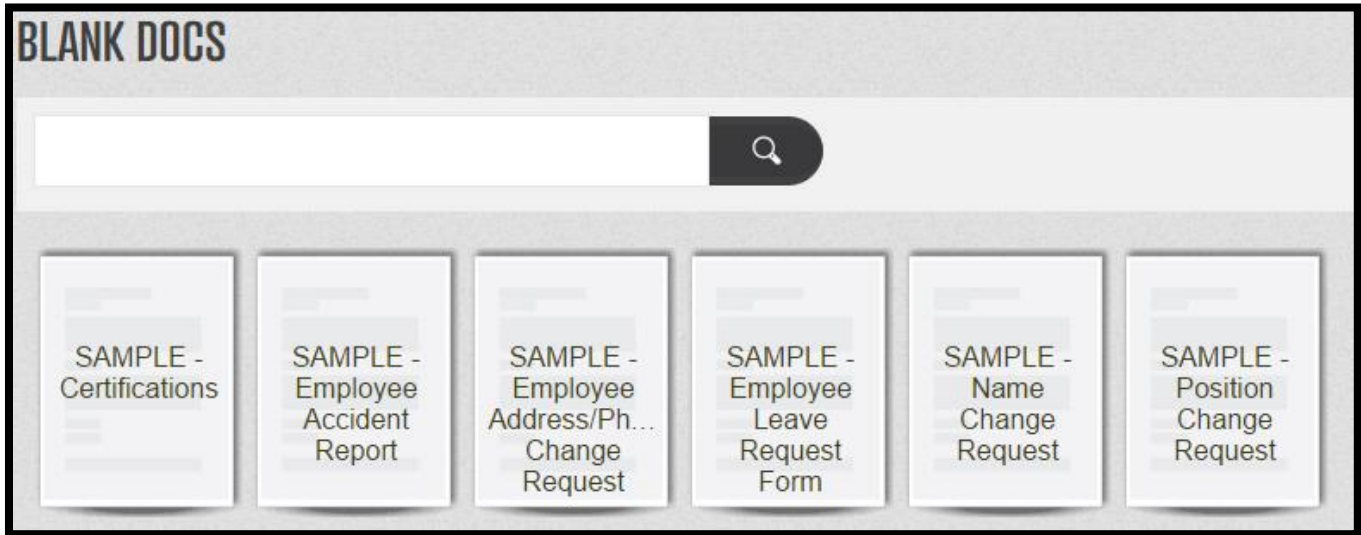 BLANK DOCS
SAMPLE -
Certifications
SAMPLE -
Employee
Accident
Report
SAMPLE -
Employee
Address/Ph...
Change
Request
SAMPLE -
Employee
Leave
Request
Form
SAMPLE -
Name
Change
Request
SAMPLE -
Position
Change
Request